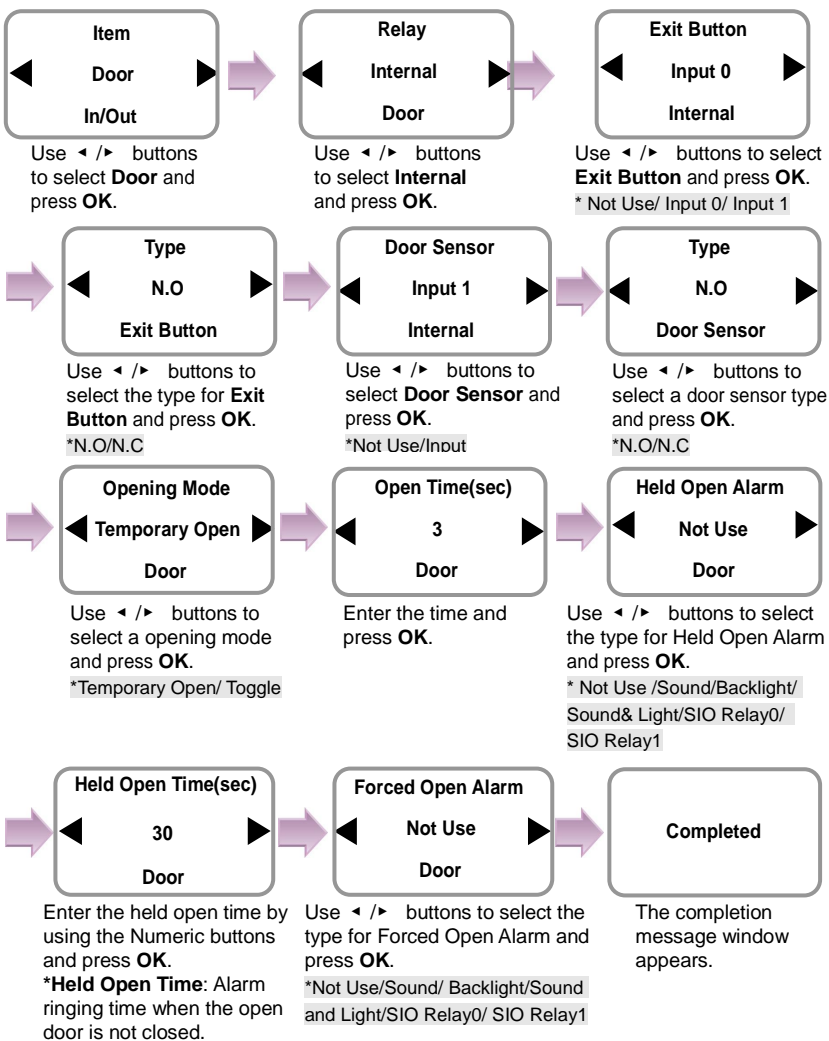 Item
Door
In/Out
Use ◄ /► buttons
to select Door and
press OK.
Relay
Internal
Door
Use ◄ /► buttons
to select Internal
and press OK.
Exit Button
Input 0
Internal
Use ◄ /► buttons to select
Exit Button and press OK.
* Not Use/ Input 0/ Input 1
Type
N.O
Exit Button
Use ◄ /► buttons to
select the type for Exit
Button and press OK.
*N.O/N.C
Door Sensor
Input 1
Internal
Use ◄ /► buttons to
select Door Sensor and
press OK.
*Not Use/Input
Type
N.O
Door Sensor
Use ◄ /► buttons to
select a door sensor type
and press OK.
*N.O/N.C
Opening Mode
Temporary Open
Door
Use ◄ /► buttons to
select a opening mode
and press OK.
*Temporary Open/ Toggle
Open Time(sec)
3
Door
Enter the time and
press OK.
Held Open Alarm
Not Use
Door
Use ◄ /► buttons to select
the type for Held Open Alarm
and press OK.
* Not Use /Sound/Backlight/
Sound& Light/SIO Relay0/
SIO Relay1
Held Open Time(sec)
30
Door
Enter the held open time by
using the Numeric buttons
and press OK.
*Held Open Time: Alarm
ringing time when the open
door is not closed.
Forced Open Alarm
Not Use
Door
Use ◄ /► buttons to select the
type for Forced Open Alarm and
press OK.
*Not Use/Sound/ Backlight/Sound
and Light/SIO Relay0/ SIO Relay1
Completed
The completion
message window
appears.